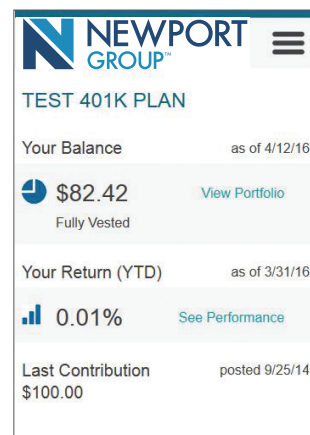 NEWPORT
GROUP™
TEST 401K PLAN
Your Balance as of 4/12/16
$82.42 View Portfolio
Fully Vested
Your Return (YTD) as of 3/31/16
0.01% See Performance
Last Contribution posted 9/25/14
$100.00